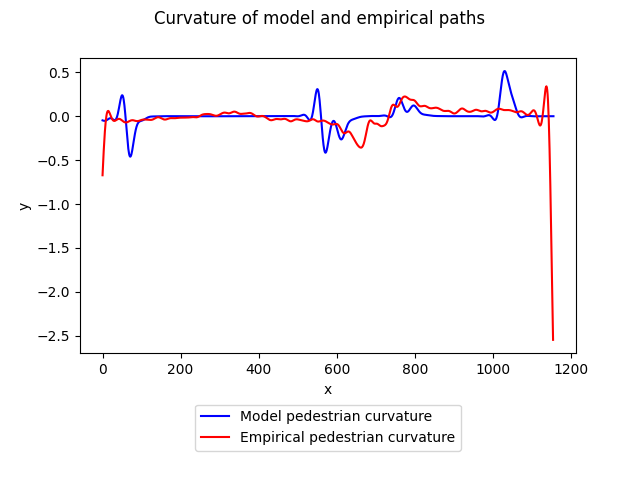 Curvature of model and empirical paths
0.5
0.0
−0.5
−1.0
−1.5
−2.0
−2.5
y
0 200 400 600 800 1000 1200
x
Model pedestrian curvature
Empirical pedestrian curvature